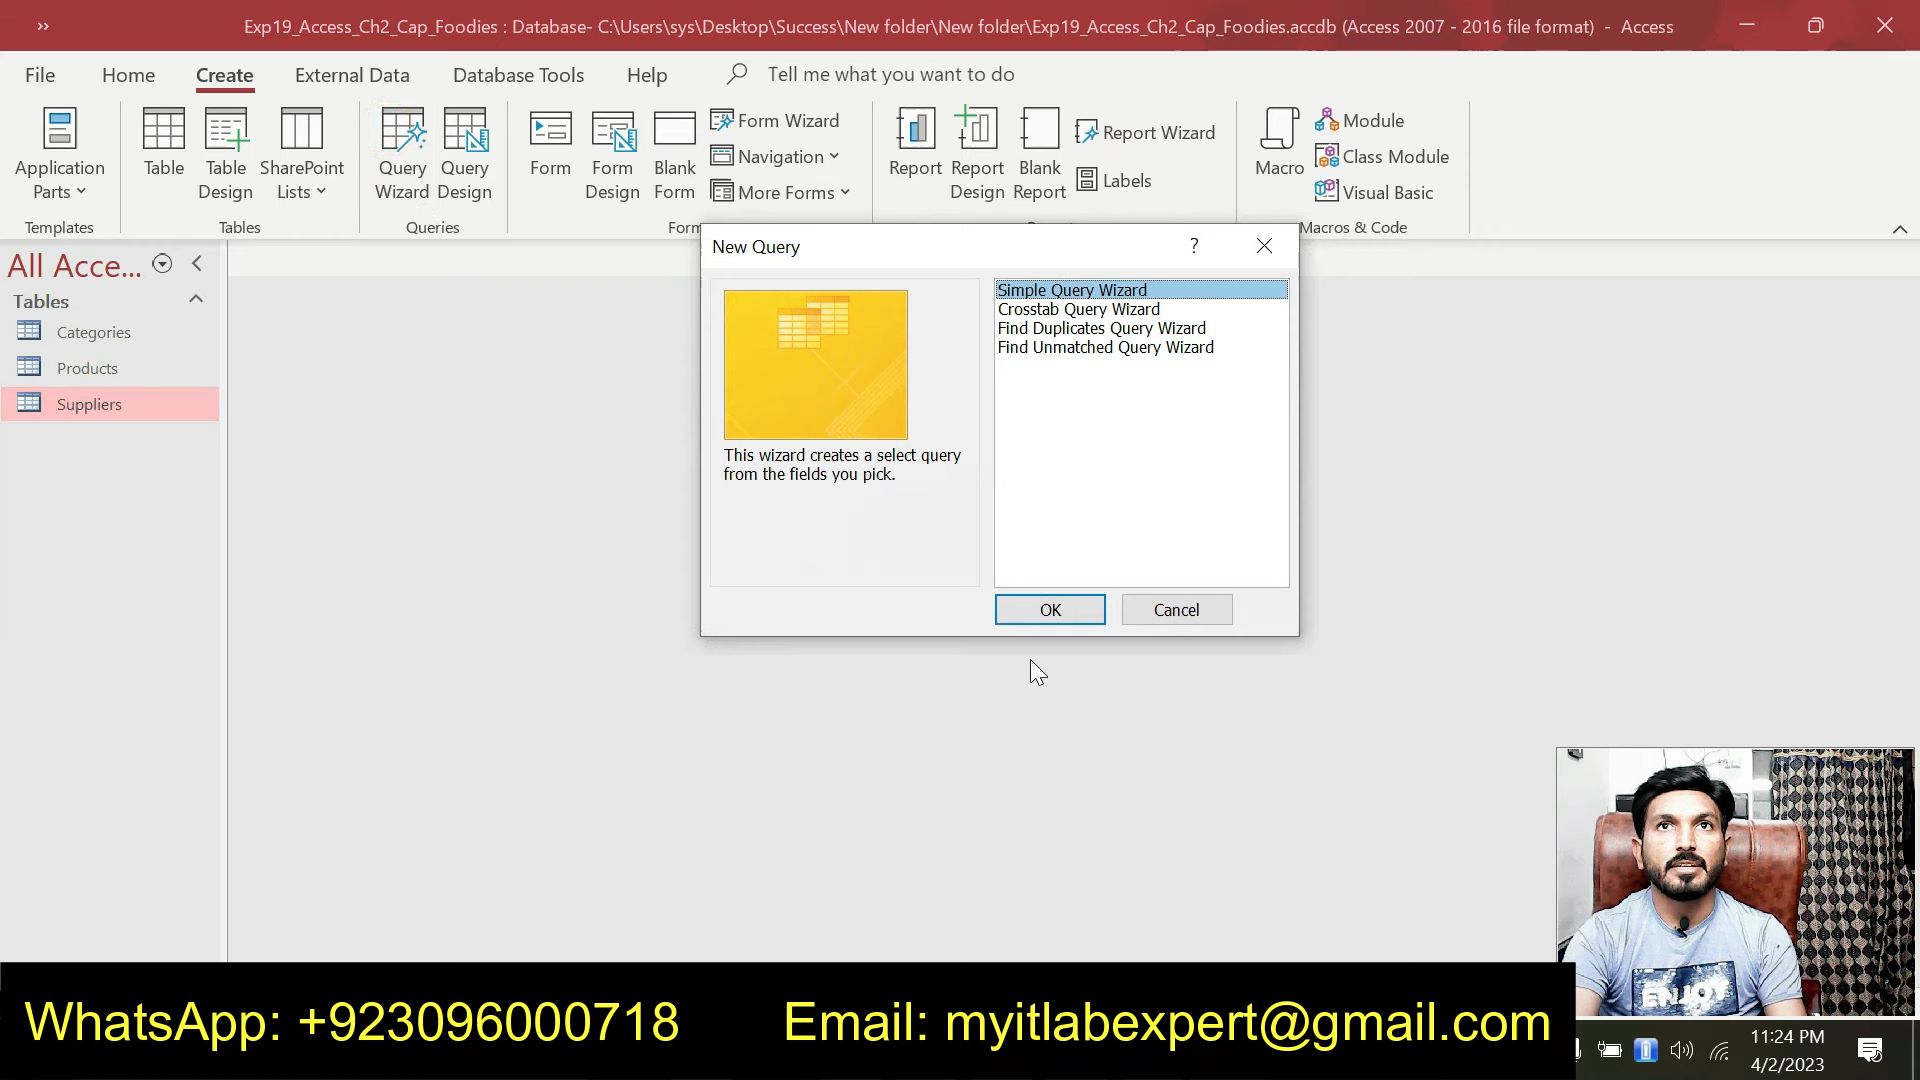 Exp19_Access_Ch2_Cap_Foodies : Database- C:\Users\sys\Desktop\Success\New folder\New folder\Exp19_Access_Ch2_Cap_Foodies.accdb (Access 2007 - 2016 file format) - Access
File Home Create External Data Database Tools Help Tell me what you want to do
Application Parts
Templates
Table
Table Design
SharePoint Lists
Tables
Query Wizard
Query Design
Queries
Form
Form Design
Blank Form
Form Wizard
Navigation
More Forms
Form
Report
Report Design
Blank Report
Report Wizard
Labels
Macro
Module
Class Module
Visual Basic
Macros & Code
All Acce...
Tables
Categories
Products
Suppliers
New Query
?
Simple Query Wizard
Crosstab Query Wizard
Find Duplicates Query Wizard
Find Unmatched Query Wizard
This wizard creates a select query
from the fields you pick.
OK
Cancel
ENJOY
WhatsApp: +923096000718 Email: myitlabexpert@gmail.com
11:24 PM
4/2/2023